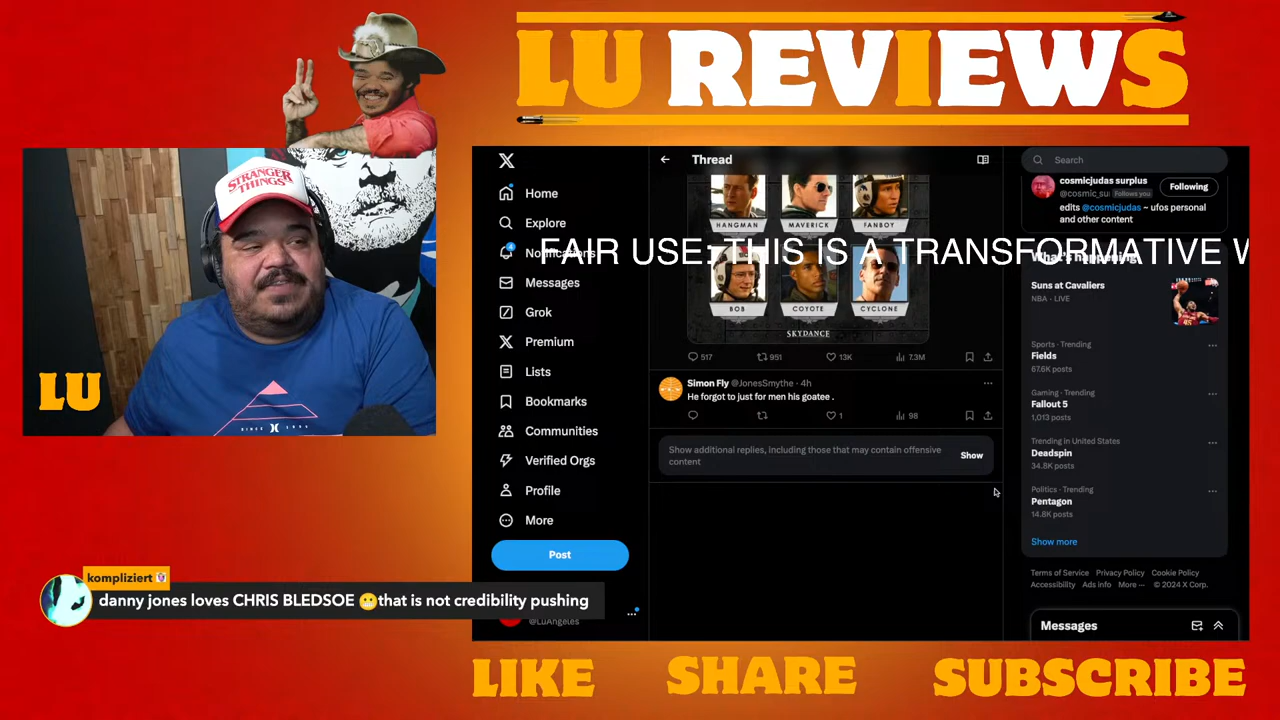 LU REVIEWS
STRANGER
THINGS
SINCE 1999
LU
kompliziert
danny jones loves CHRIS BLEDSOE 😬that is not credibility pushing
Home
Explore
Notifications
4
Messages
Grok
Premium
Lists
Bookmarks
Communities
Verified Orgs
Profile
More
Post
@LuAngeles
Thread
HANGMAN
MAVERICK
FANBOY
FAIR USE: THIS IS A TRANSFORMATIVE W
BOB
COYOTE
CYCLONE
SKYDANCE
517 951 13K 7.3M
Simon Fly @JonesSmythe · 4h
He forgot to just for men his goatee .
1 98
Show additional replies, including those that may contain offensive
content
Show
Search
cosmicjudas surplus
@cosmic_su Follows you
Following
edits @cosmicjudas ~ ufos personal
and other content
What's happening
Suns at Cavaliers
NBA · LIVE
Sports · Trending
Fields
67.6K posts
Gaming · Trending
Fallout 5
1,013 posts
Trending in United States
Deadspin
34.8K posts
Politics · Trending
Pentagon
14.8K posts
Show more
Terms of Service Privacy Policy Cookie Policy
Accessibility Ads info More ··· © 2024 X Corp.
Messages
LIKE SHARE SUBSCRIBE